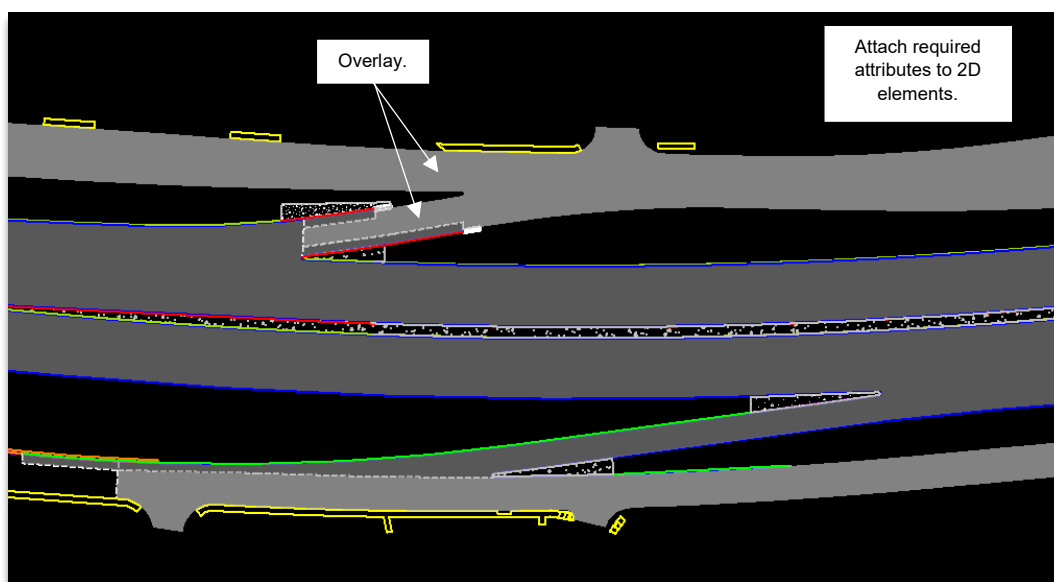 Overlay.
Attach required
attributes to 2D
elements.